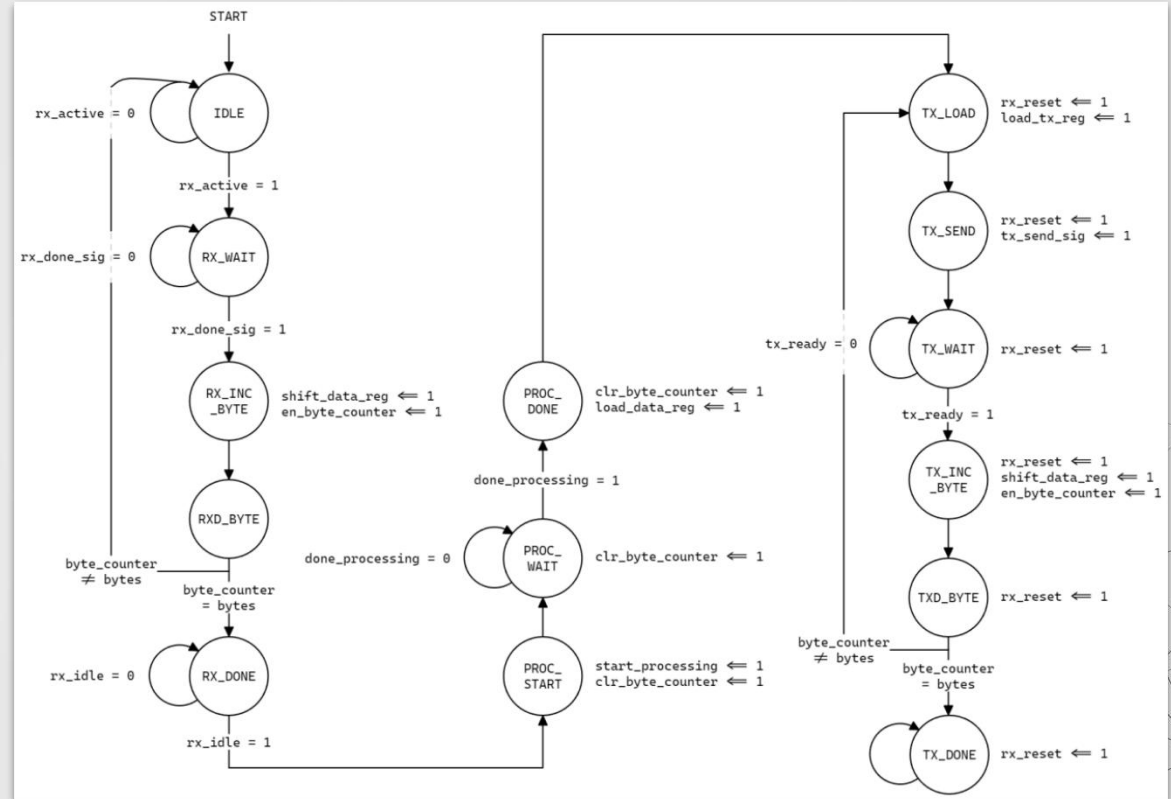 START
IDLE
rx_active = 0
rx_active = 1
RX_WAIT
rx_done_sig = 0
rx_done_sig = 1
RX_INC
_BYTE
shift_data_reg ⇐ 1
en_byte_counter ⇐ 1
RXD_BYTE
byte_counter
≠ bytes
byte_counter
= bytes
RX_DONE
rx_idle = 0
rx_idle = 1
PROC_
DONE
clr_byte_counter ⇐ 1
load_data_reg ⇐ 1
done_processing = 1
PROC_
WAIT
done_processing = 0
clr_byte_counter ⇐ 1
PROC_
START
start_processing ⇐ 1
clr_byte_counter ⇐ 1
TX_LOAD
rx_reset ⇐ 1
load_tx_reg ⇐ 1
TX_SEND
rx_reset ⇐ 1
tx_send_sig ⇐ 1
TX_WAIT
tx_ready = 0
rx_reset ⇐ 1
tx_ready = 1
TX_INC
_BYTE
rx_reset ⇐ 1
shift_data_reg ⇐ 1
en_byte_counter ⇐ 1
TXD_BYTE
rx_reset ⇐ 1
byte_counter
≠ bytes
byte_counter
= bytes
TX_DONE
rx_reset ⇐ 1